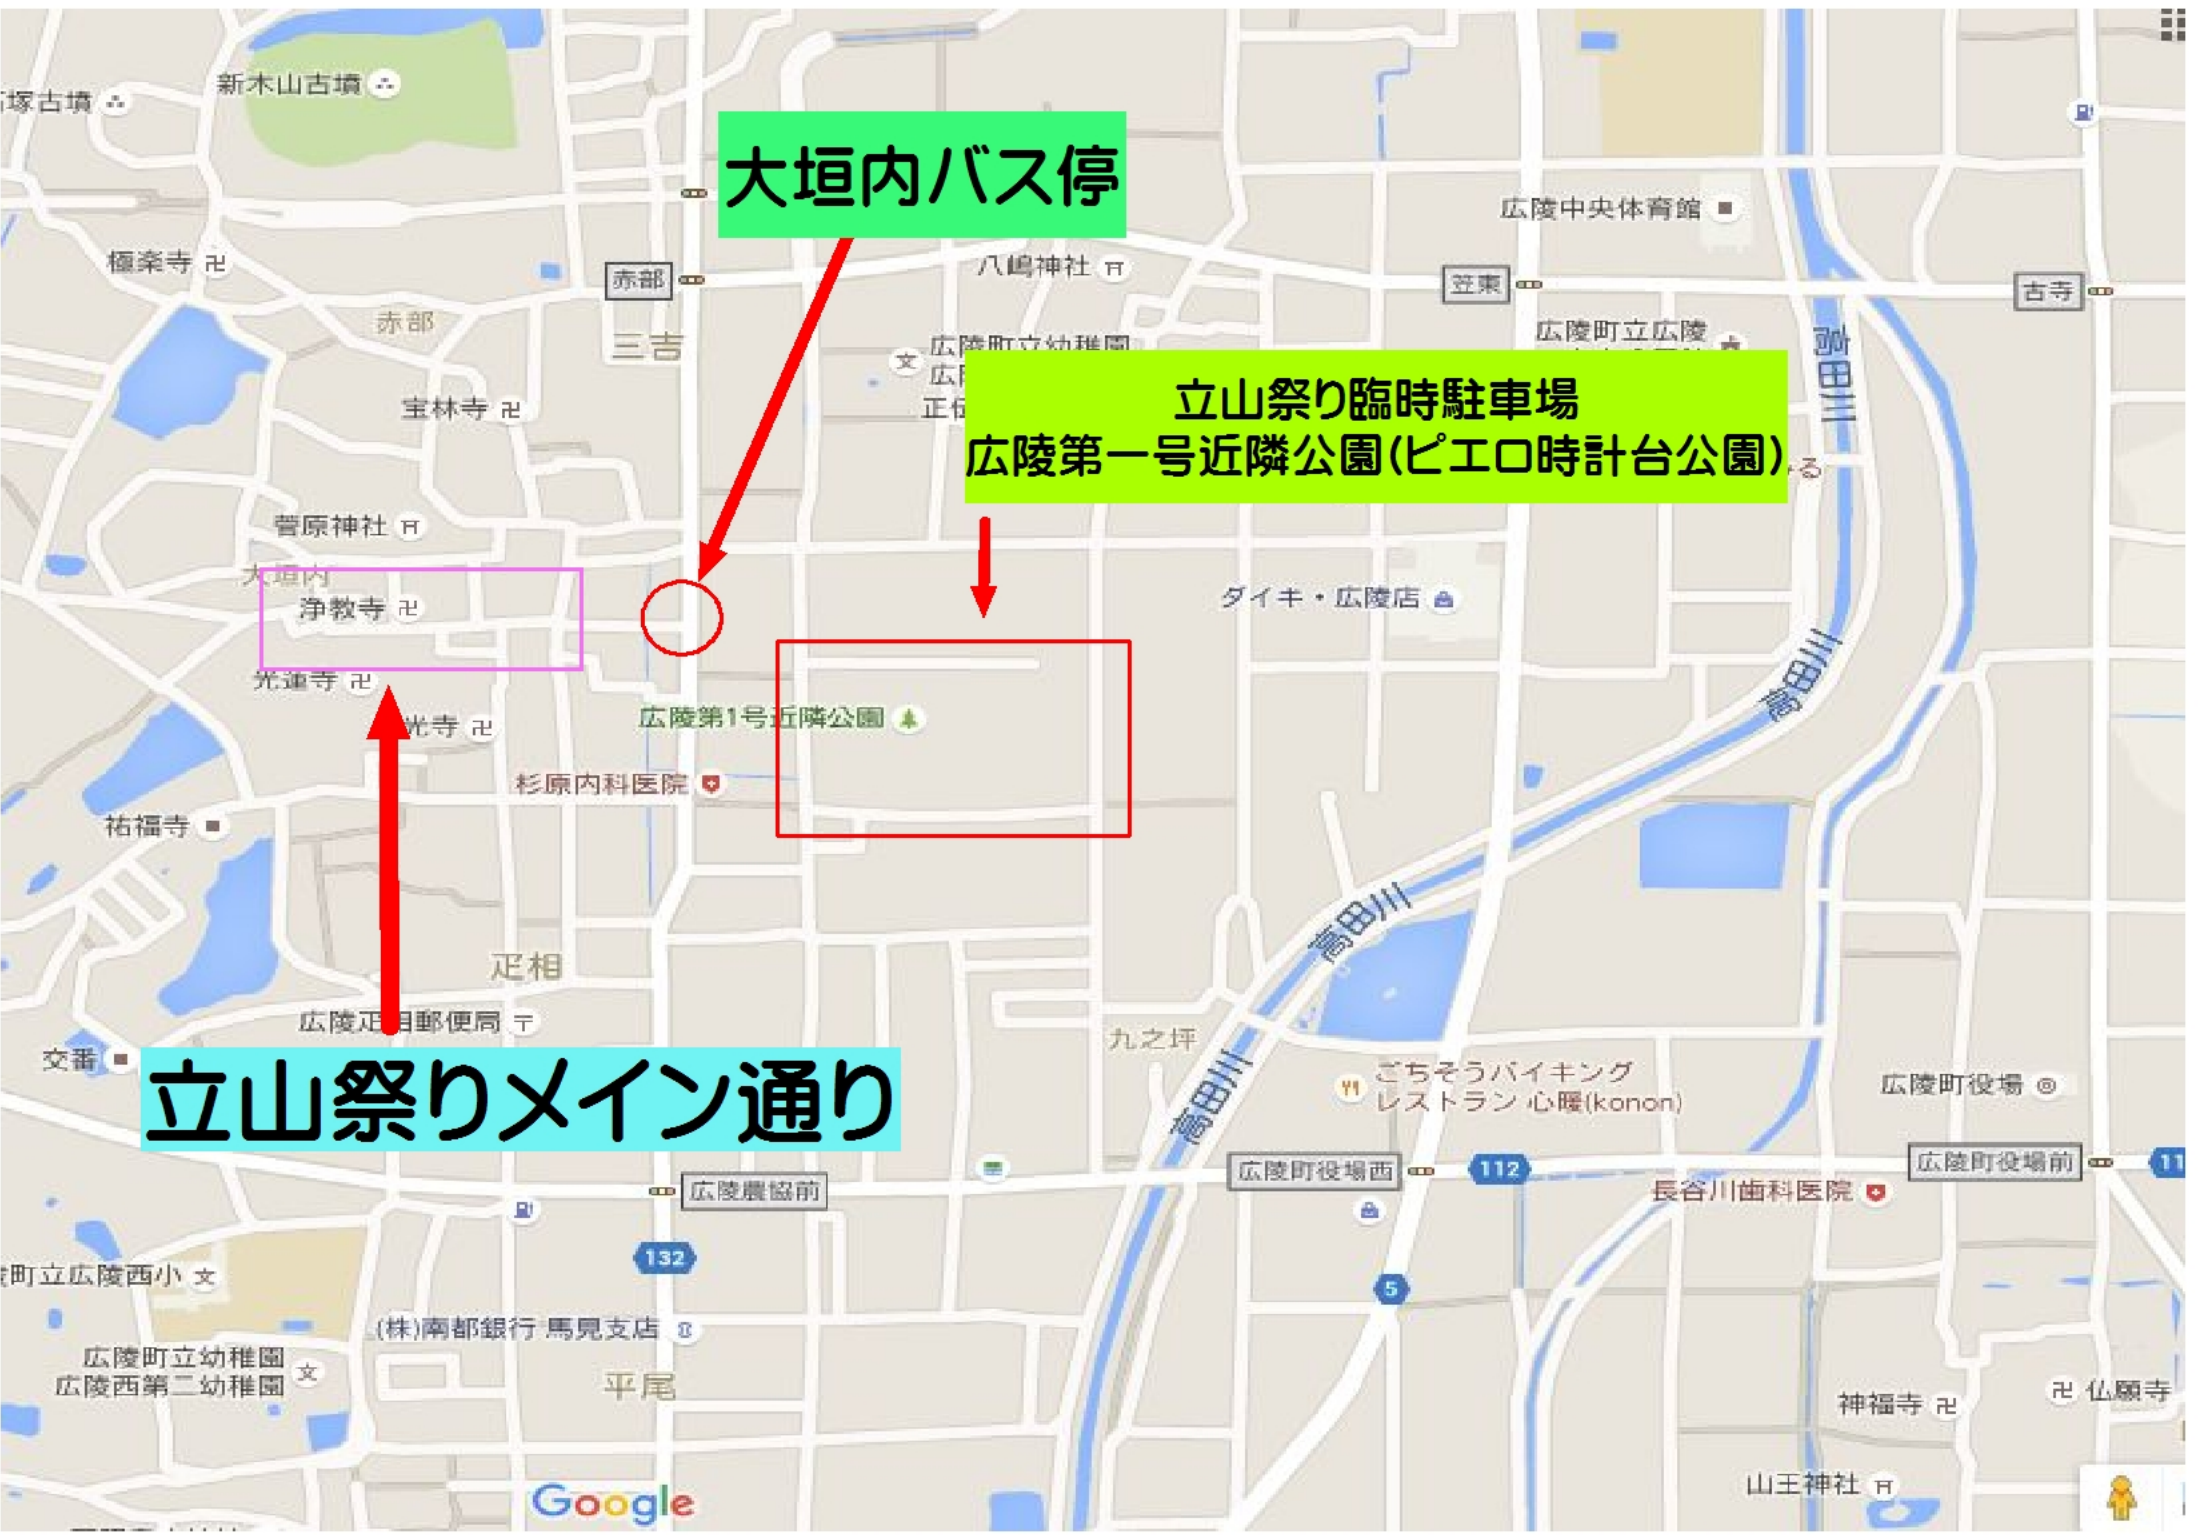 新木山古墳
塚古墳
大垣内バス停
広陵中央体育館
極楽寺
赤部
八嶋神社
笠東
古寺
赤部
三吉
広陵町立幼稚園
広陵町立広陵
高田川
宝林寺
立山祭り臨時駐車場
広陵第一号近隣公園(ピエロ時計台公園)
る
菅原神社
大垣内
浄教寺
ダイキ・広陵店
光蓮寺
光寺
広陵第1号近隣公園
高田川
杉原内科医院
祐福寺
高田川
疋相
広陵疋相郵便局
九之坪
交番
立山祭りメイン通り
高田川
ごちそうバイキング
レストラン 心暖(konon)
広陵町役場
広陵農協前
広陵町役場西
112
広陵町役場前
11
長谷川歯科医院
132
町立広陵西小
5
(株)南都銀行 馬見支店
広陵町立幼稚園
広陵西第二幼稚園
平尾
神福寺
仏願寺
山王神社
Google